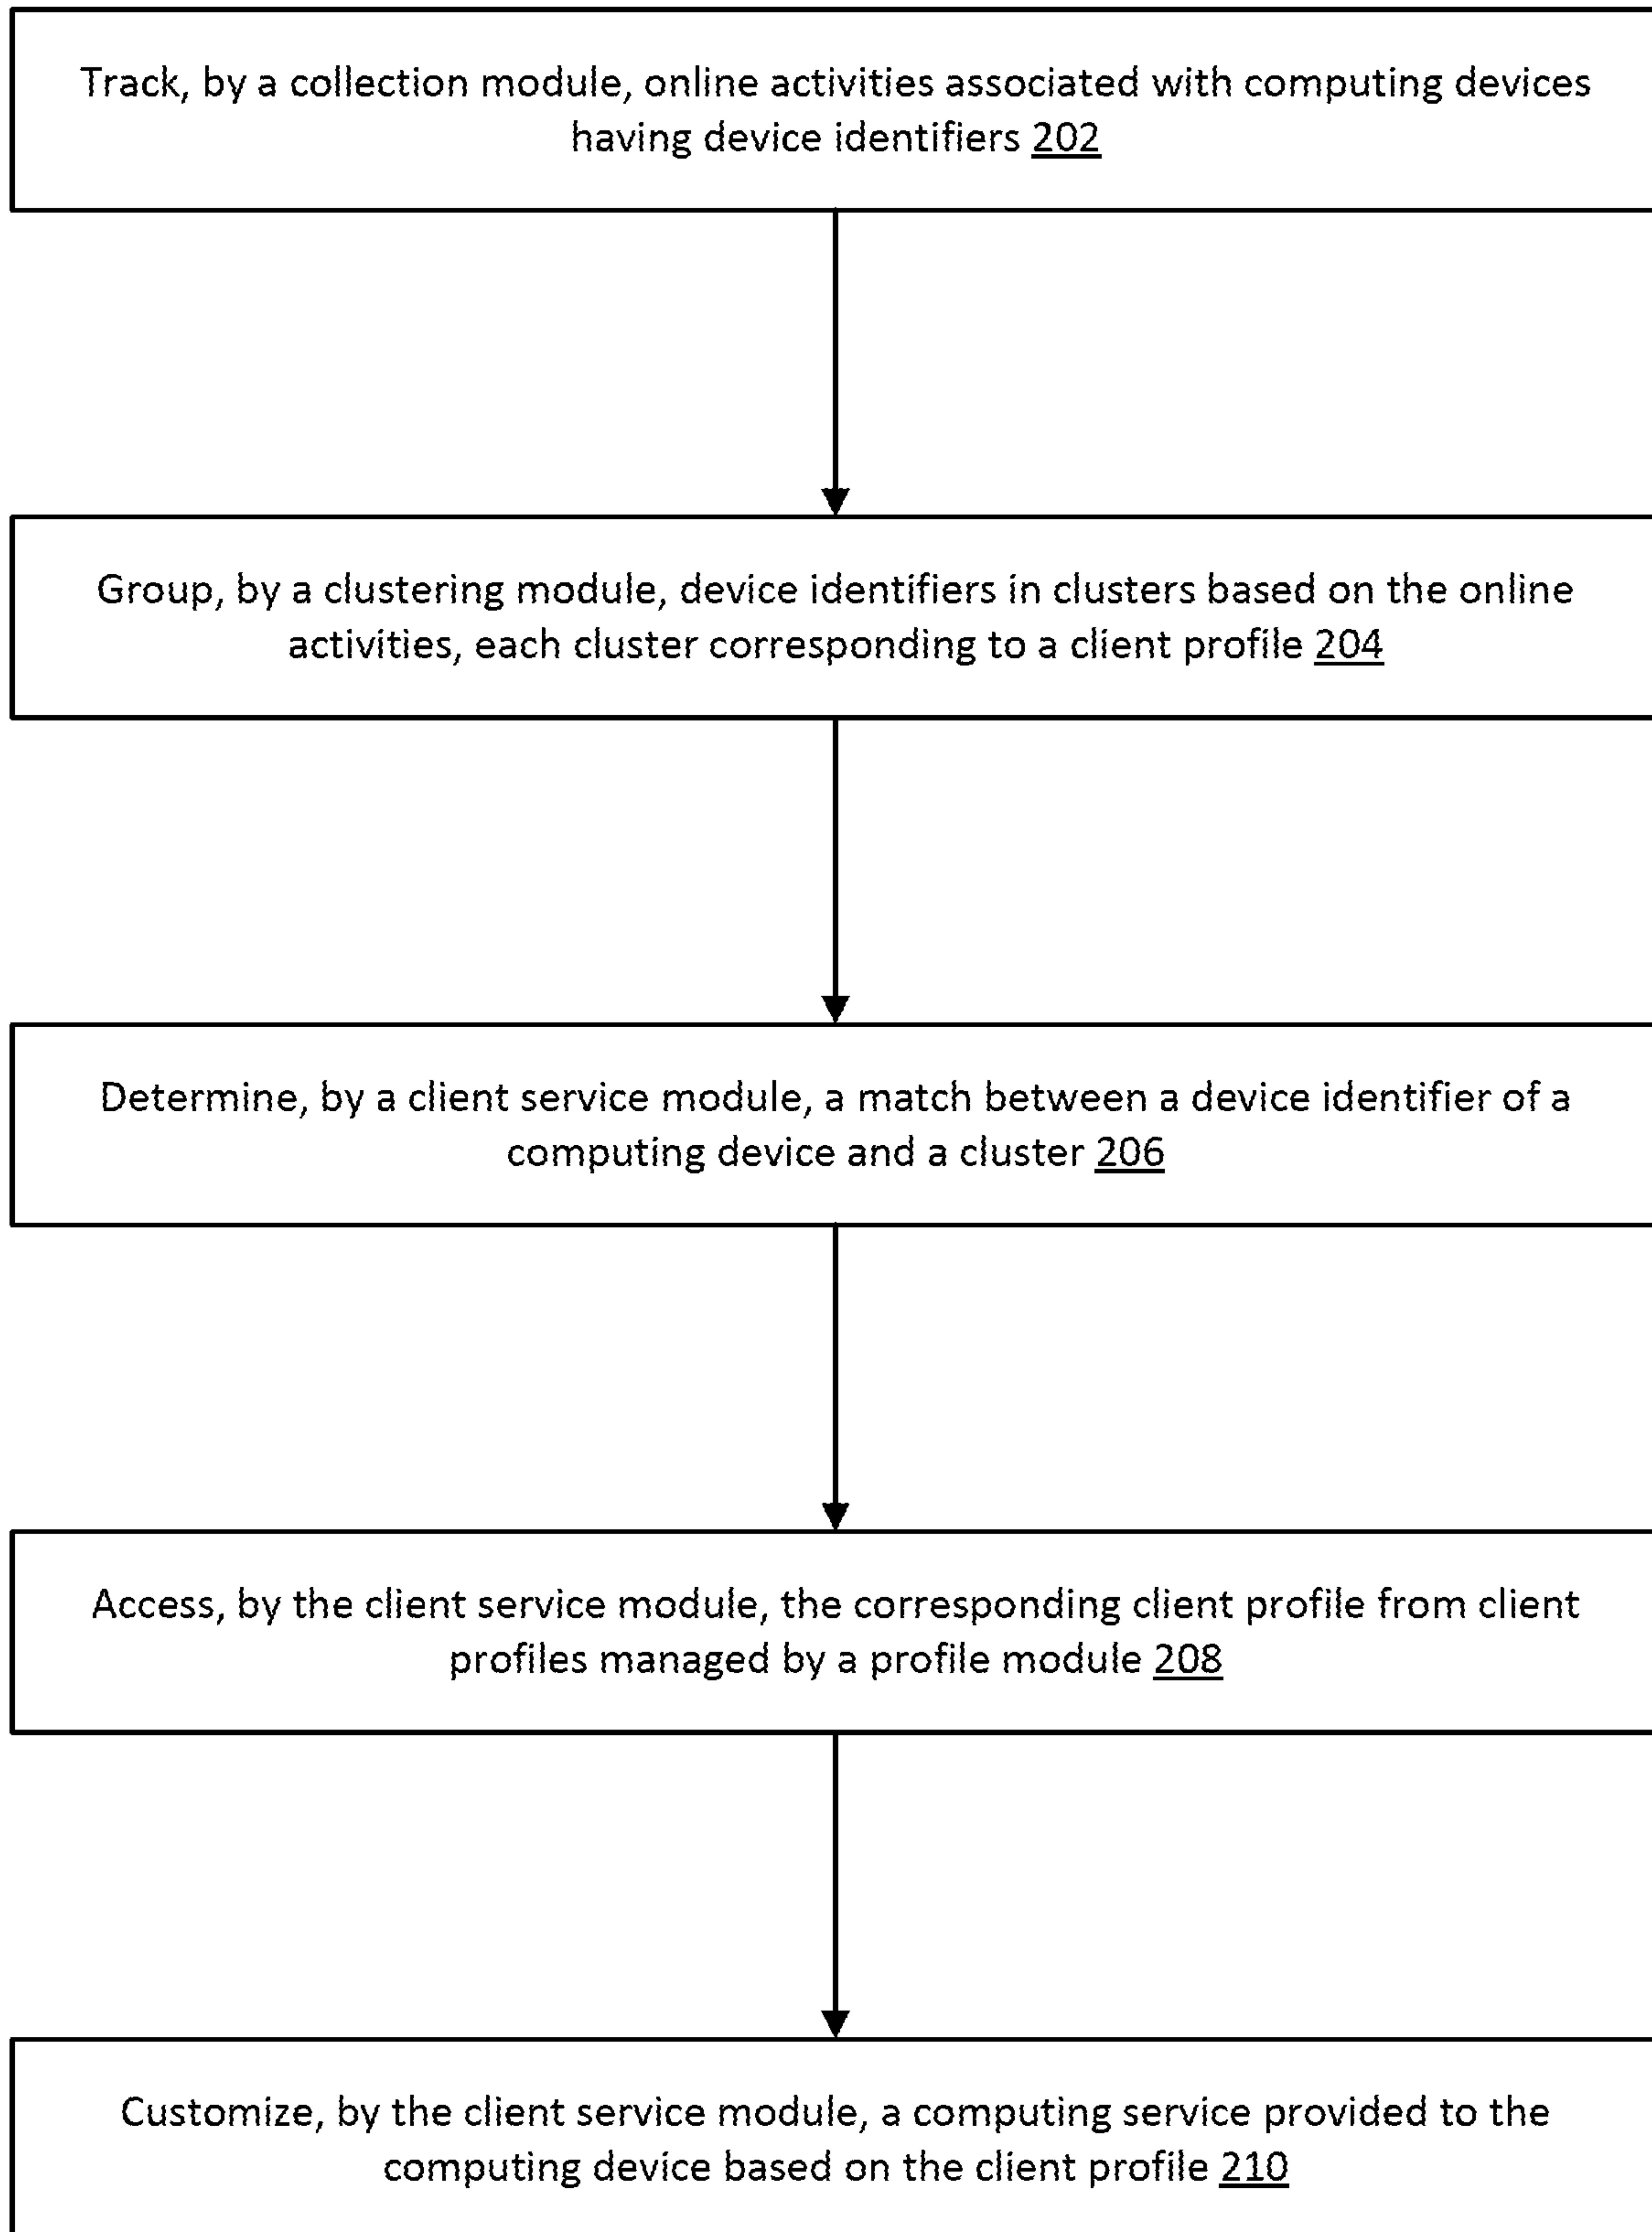 Track, by a collection module, online activities associated with computing devices
having device identifiers 202
Group, by a clustering module, device identifiers in clusters based on the online
activities, each cluster corresponding to a client profile 204
Determine, by a client service module, a match between a device identifier of a
computing device and a cluster 206
Access, by the client service module, the corresponding client profile from client
profiles managed by a profile module 208
Customize, by the client service module, a computing service provided to the
computing device based on the client profile 210